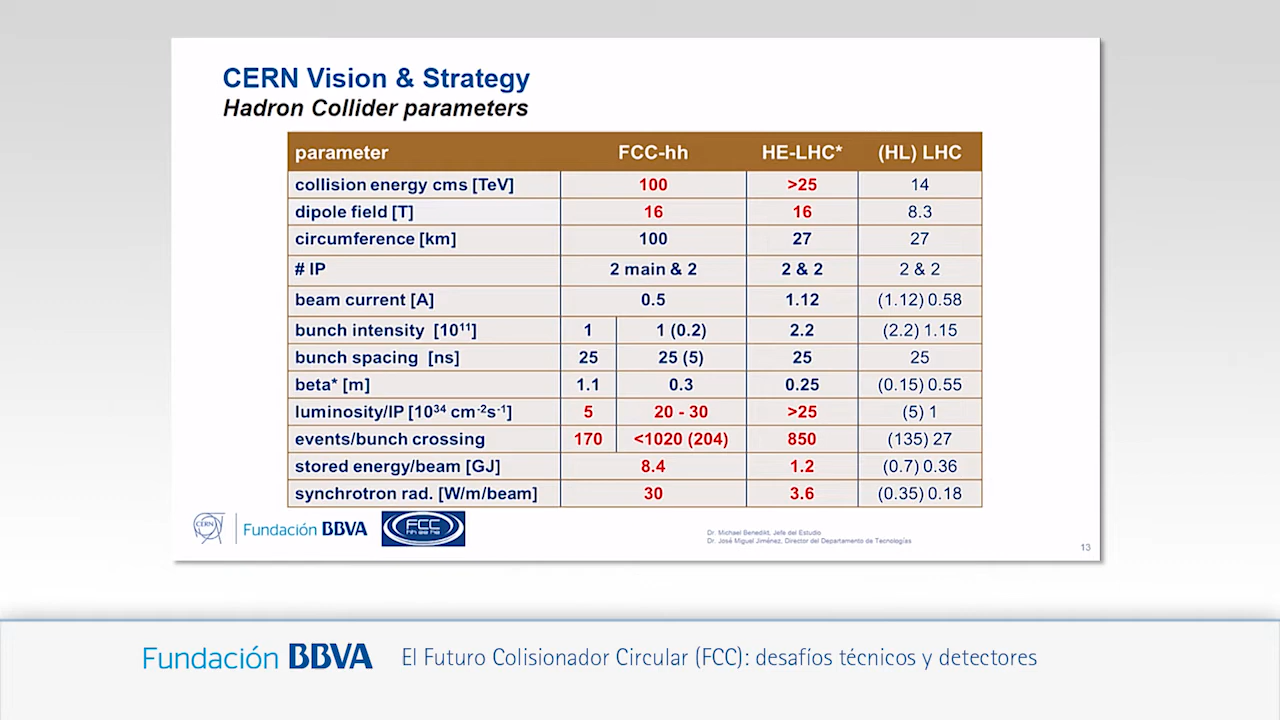 CERN Vision & Strategy
Hadron Collider parameters
parameter FCC-hh HE-LHC* (HL) LHC
collision energy cms [TeV] 100 >25 14
dipole field [T] 16 16 8.3
circumference [km] 100 27 27
# IP 2 main & 2 2 & 2 2 & 2
beam current [A] 0.5 1.12 (1.12) 0.58
bunch intensity [10¹¹] 1 1 (0.2) 2.2 (2.2) 1.15
bunch spacing [ns] 25 25 (5) 25 25
beta* [m] 1.1 0.3 0.25 (0.15) 0.55
luminosity/IP [10³⁴ cm⁻²s⁻¹] 5 20 - 30 >25 (5) 1
events/bunch crossing 170 <1020 (204) 850 (135) 27
stored energy/beam [GJ] 8.4 1.2 (0.7) 0.36
synchrotron rad. [W/m/beam] 30 3.6 (0.35) 0.18
CERN Fundación BBVA FCC
hh ee he
Dr. Michael Benedikt, Jefe del Estudio
Dr. José Miguel Jiménez, Director del Departamento de Tecnologías
13
Fundación BBVA El Futuro Colisionador Circular (FCC): desafíos técnicos y detectores